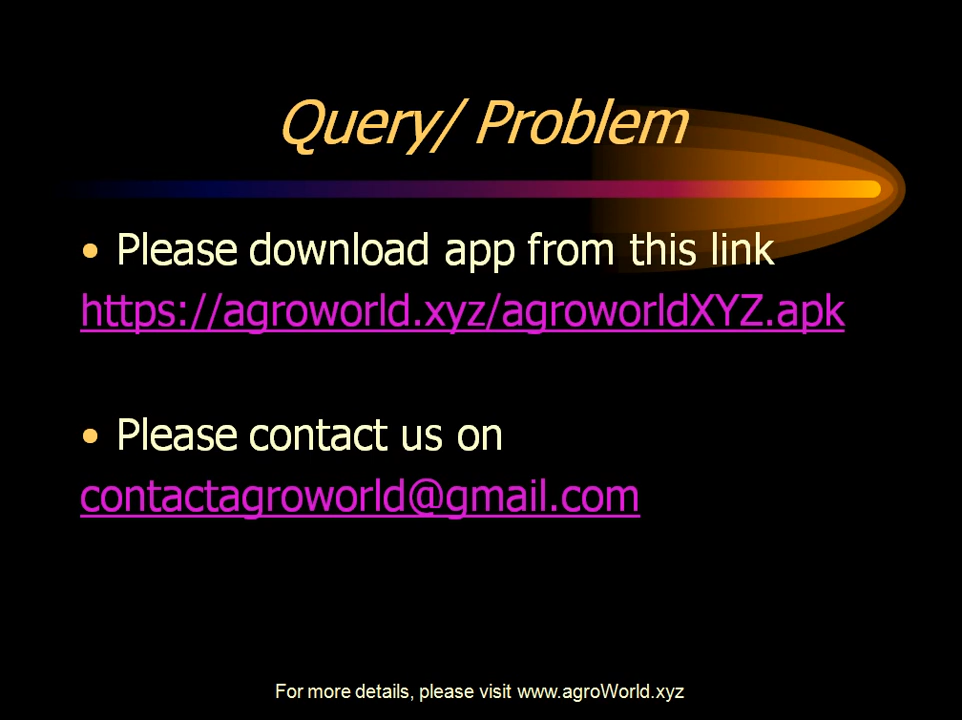 Query/ Problem
• Please download app from this link
https://agroworld.xyz/agroworldXYZ.apk
• Please contact us on
contactagroworld@gmail.com
For more details, please visit www.agroWorld.xyz